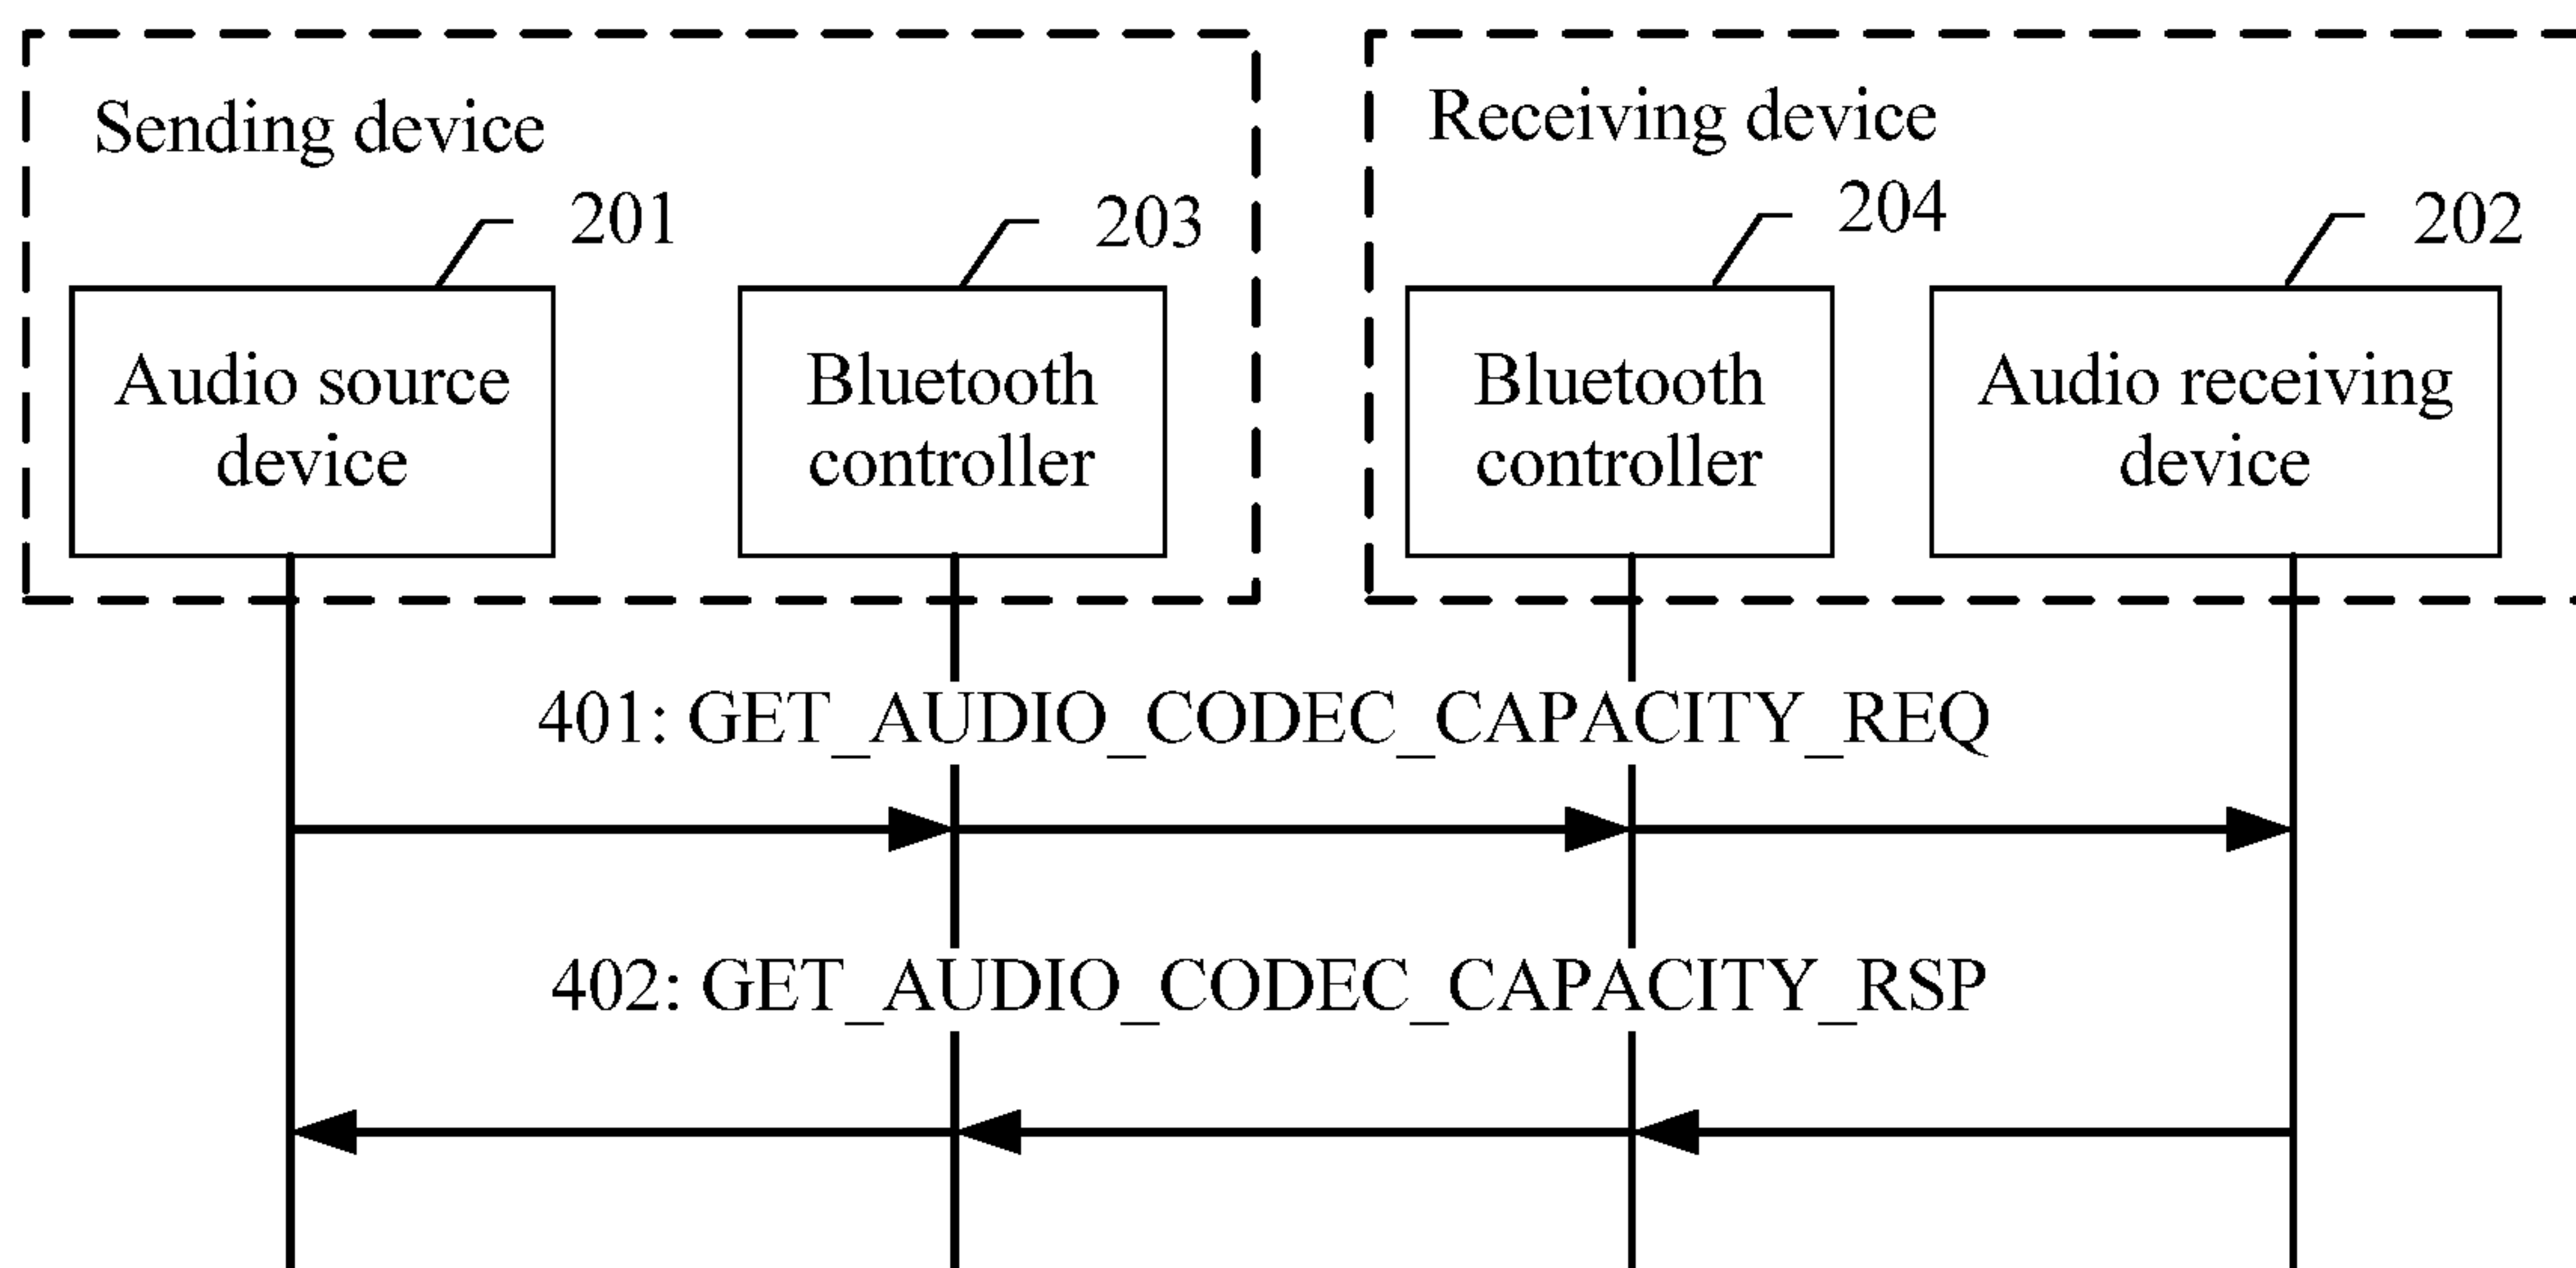 Sending device
Receiving device
201
203
204
202
Audio source
device
Bluetooth
controller
Bluetooth
controller
Audio receiving
device
401: GET_AUDIO_CODEC_CAPACITY_REQ
402: GET_AUDIO_CODEC_CAPACITY_RSP